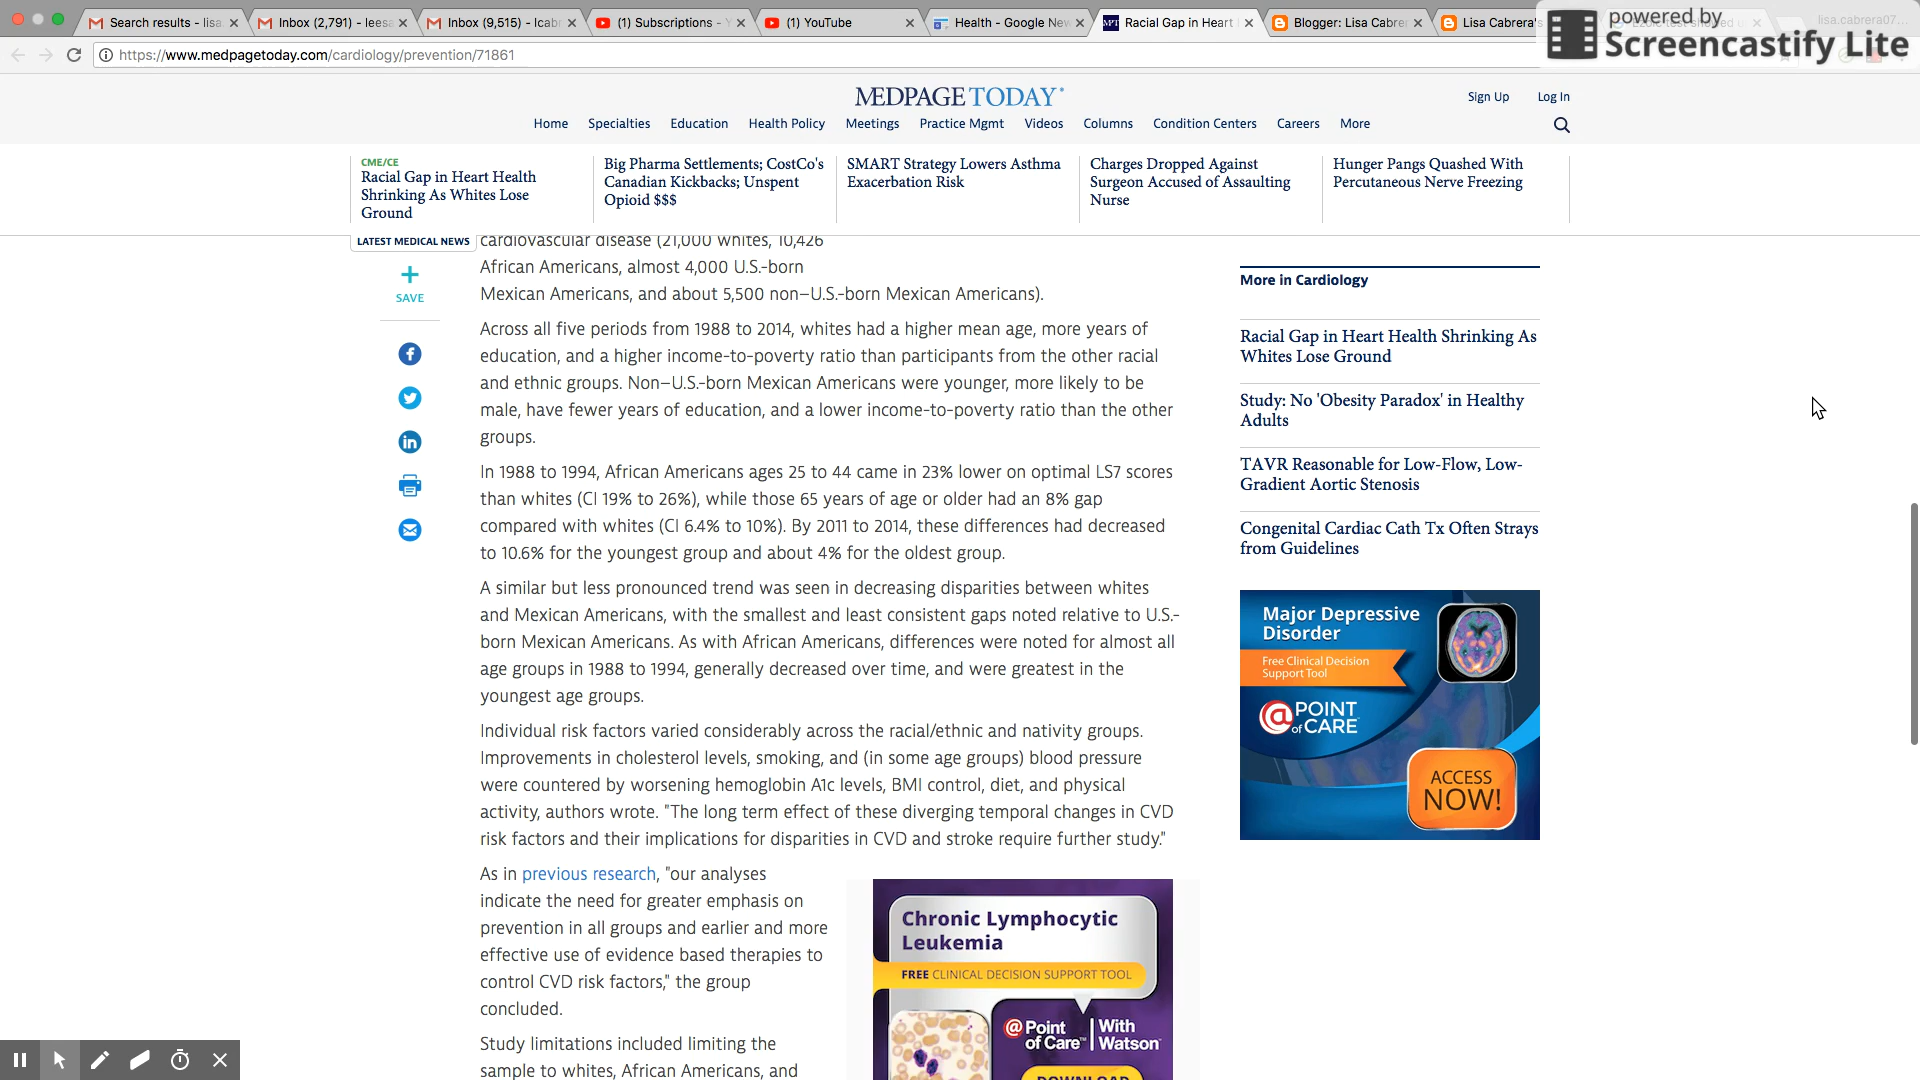 Search results - lisa.
Inbox (2,791) - leesa
Inbox (9,515) - lcabr
(1) Subscriptions - Y
(1) YouTube
Health - Google New
Racial Gap in Heart
Blogger: Lisa Cabrer
Lisa Cabrera's
lisa.cabrera07...
powered by
Screencastify Lite
https://www.medpagetoday.com/cardiology/prevention/71861
MEDPAGE TODAY
Sign Up
Log In
Home
Specialties
Education
Health Policy
Meetings
Practice Mgmt
Videos
Columns
Condition Centers
Careers
More
CME/CE
Racial Gap in Heart Health
Shrinking As Whites Lose
Ground
Big Pharma Settlements; CostCo's
Canadian Kickbacks; Unspent
Opioid $$$
SMART Strategy Lowers Asthma
Exacerbation Risk
Charges Dropped Against
Surgeon Accused of Assaulting
Nurse
Hunger Pangs Quashed With
Percutaneous Nerve Freezing
LATEST MEDICAL NEWS
SAVE
cardiovascular disease (21,000 whites, 10,426
African Americans, almost 4,000 U.S.-born
Mexican Americans, and about 5,500 non–U.S.-born Mexican Americans).
Across all five periods from 1988 to 2014, whites had a higher mean age, more years of
education, and a higher income-to-poverty ratio than participants from the other racial
and ethnic groups. Non–U.S.-born Mexican Americans were younger, more likely to be
male, have fewer years of education, and a lower income-to-poverty ratio than the other
groups.
In 1988 to 1994, African Americans ages 25 to 44 came in 23% lower on optimal LS7 scores
than whites (CI 19% to 26%), while those 65 years of age or older had an 8% gap
compared with whites (CI 6.4% to 10%). By 2011 to 2014, these differences had decreased
to 10.6% for the youngest group and about 4% for the oldest group.
A similar but less pronounced trend was seen in decreasing disparities between whites
and Mexican Americans, with the smallest and least consistent gaps noted relative to U.S.-
born Mexican Americans. As with African Americans, differences were noted for almost all
age groups in 1988 to 1994, generally decreased over time, and were greatest in the
youngest age groups.
Individual risk factors varied considerably across the racial/ethnic and nativity groups.
Improvements in cholesterol levels, smoking, and (in some age groups) blood pressure
were countered by worsening hemoglobin A1c levels, BMI control, diet, and physical
activity, authors wrote. "The long term effect of these diverging temporal changes in CVD
risk factors and their implications for disparities in CVD and stroke require further study."
As in previous research, "our analyses
indicate the need for greater emphasis on
prevention in all groups and earlier and more
effective use of evidence based therapies to
control CVD risk factors," the group
concluded.
Study limitations included limiting the
sample to whites, African Americans, and
More in Cardiology
Racial Gap in Heart Health Shrinking As
Whites Lose Ground
Study: No 'Obesity Paradox' in Healthy
Adults
TAVR Reasonable for Low-Flow, Low-
Gradient Aortic Stenosis
Congenital Cardiac Cath Tx Often Strays
from Guidelines
Major Depressive
Disorder
Free Clinical Decision
Support Tool
@POINT
of CARE
ACCESS
NOW!
Chronic Lymphocytic
Leukemia
FREE CLINICAL DECISION SUPPORT TOOL
@Point
of Care™
With
Watson™
DOWNLOAD